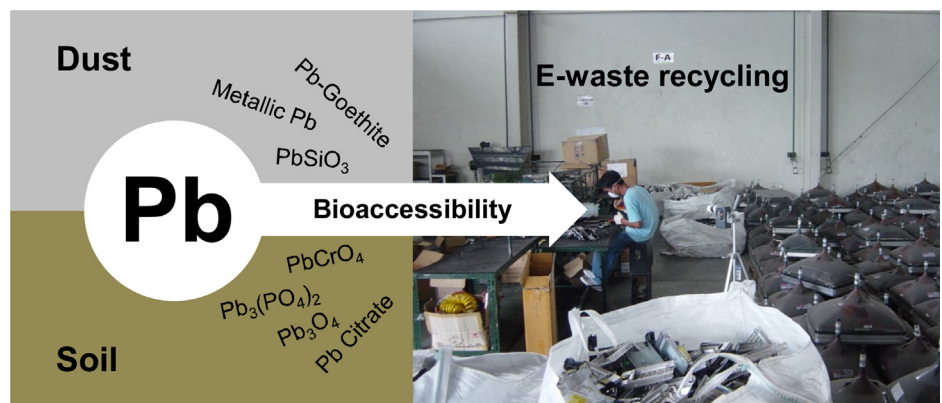 Dust
Pb-Goethite
Metallic Pb
PbSiO₃
Pb
Bioaccessibility
PbCrO₄
Pb₃(PO₄)₂
Pb₃O₄
Pb Citrate
Soil
F-A
E-waste recycling